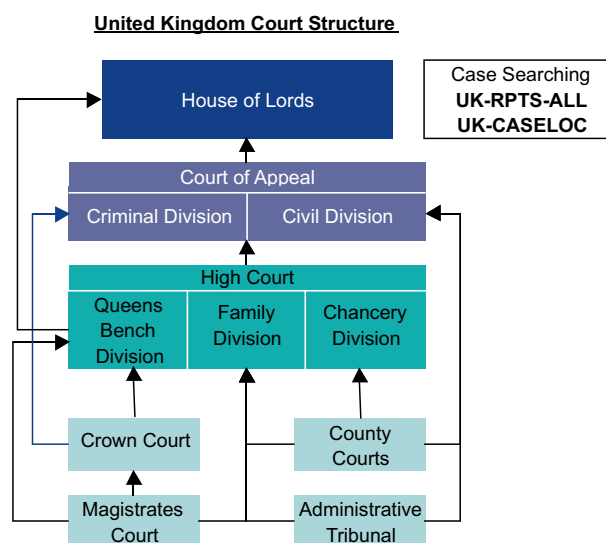 United Kingdom Court Structure
House of Lords
Case Searching
UK-RPTS-ALL
UK-CASELOC
Court of Appeal
Criminal Division
Civil Division
High Court
Queens
Bench
Division
Family
Division
Chancery
Division
Crown Court
County
Courts
Magistrates
Court
Administrative
Tribunal